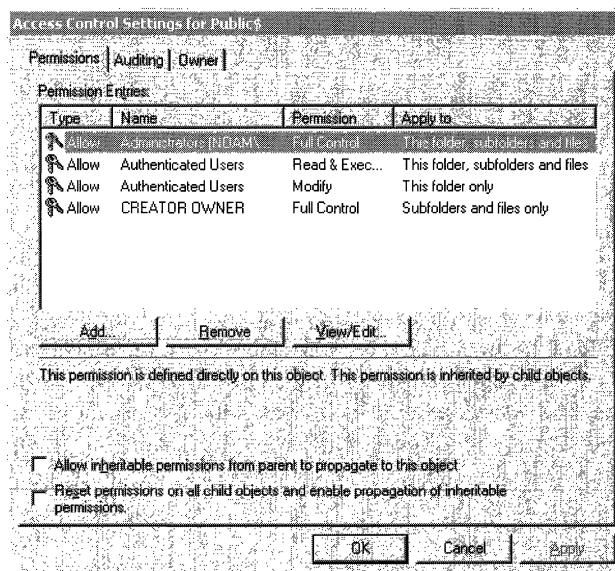 Access Control Settings for Public$
Permissions Auditing Owner
Permission Entries:
Type Name Permission Apply to
Allow Administrators (NOAM\... Full Control This folder, subfolders and files
Allow Authenticated Users Read & Exec... This folder, subfolders and files
Allow Authenticated Users Modify This folder only
Allow CREATOR OWNER Full Control Subfolders and files only
Add... Remove View/Edit...
This permission is defined directly on this object. This permission is inherited by child objects.
Allow inheritable permissions from parent to propagate to this object
Reset permissions on all child objects and enable propagation of inheritable
permissions.
OK Cancel Apply